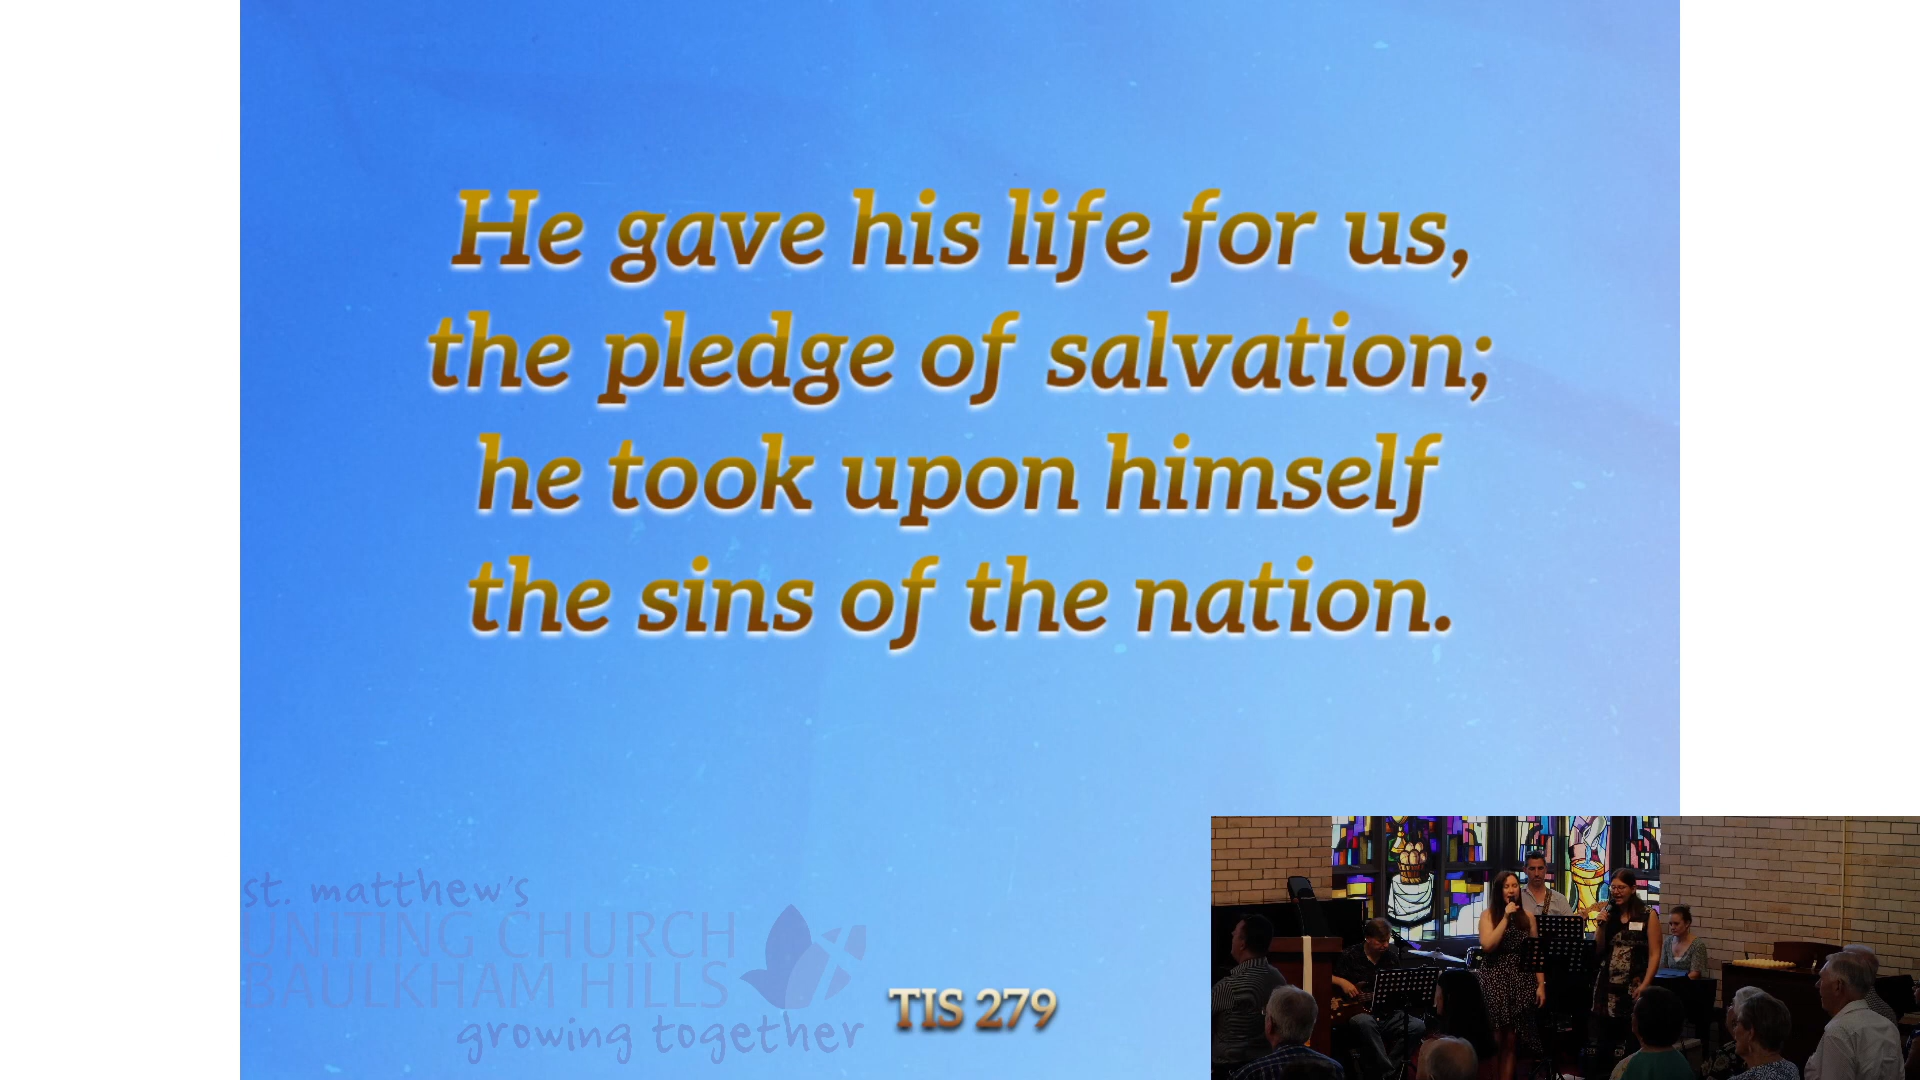 He gave his life for us,
the pledge of salvation;
he took upon himself
the sins of the nation.
st. matthew's
UNITING CHURCH
BAULKHAM HILLS
growing together
TIS 279